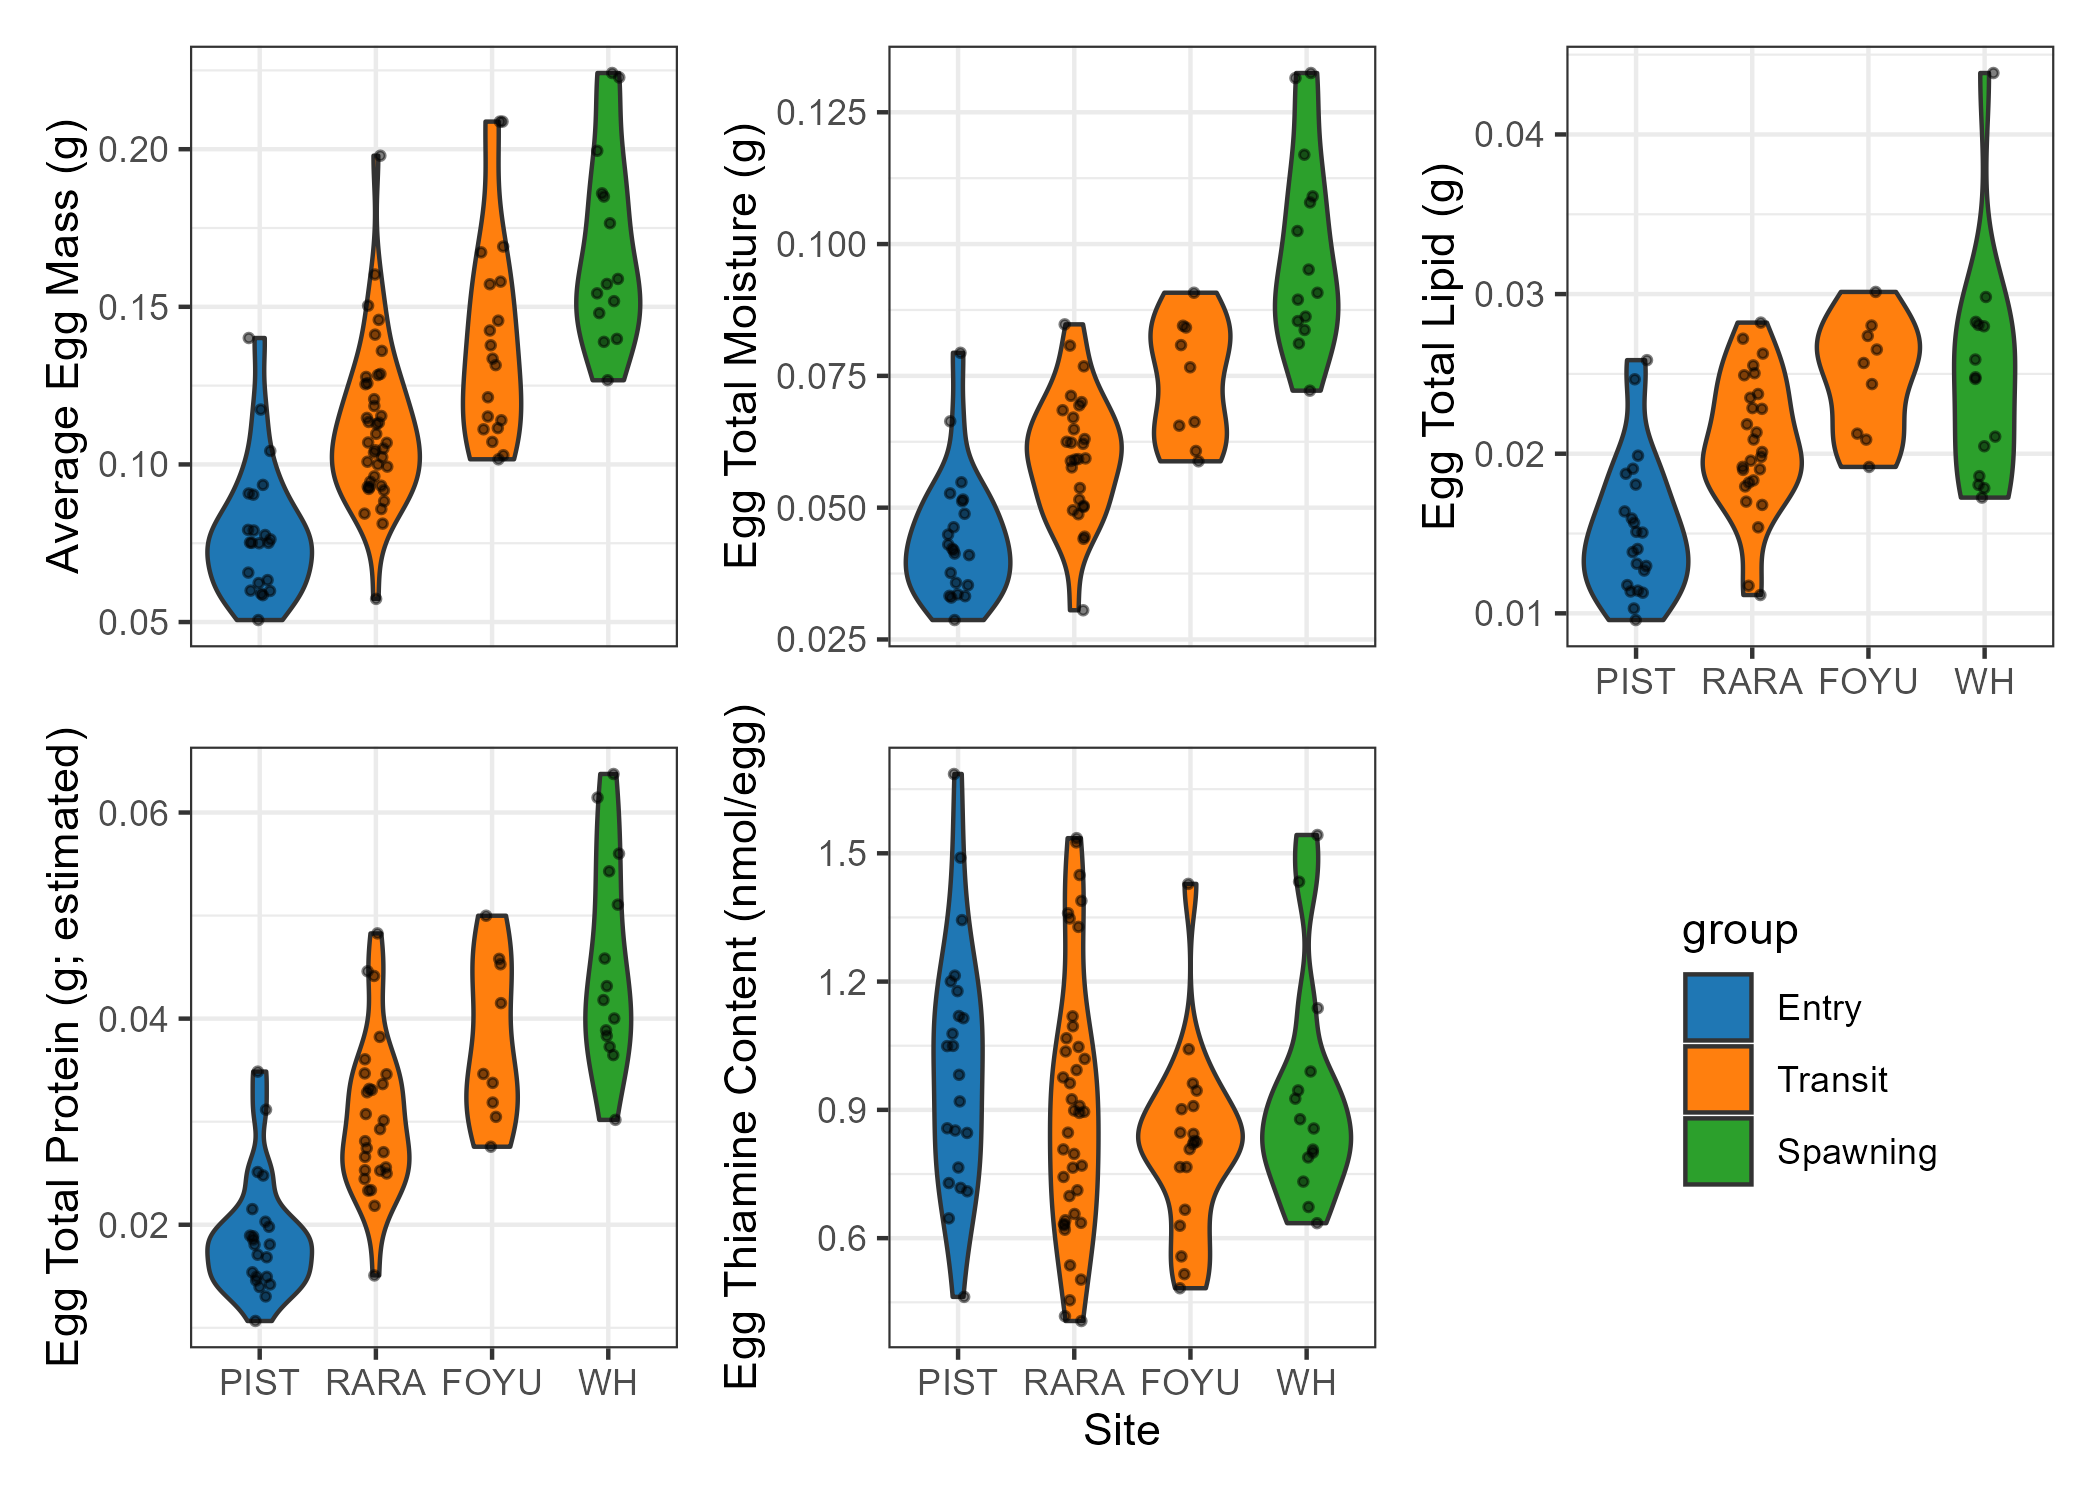 Average Egg Mass (g)
0.20
0.15
0.10
0.05
Egg Total Moisture (g)
0.125
0.100
0.075
0.050
0.025
Egg Total Lipid (g)
0.04
0.03
0.02
0.01
PIST RARA FOYU WH
Egg Total Protein (g; estimated)
0.06
0.04
0.02
PIST RARA FOYU WH
Egg Thiamine Content (nmol/egg)
1.5
1.2
0.9
0.6
PIST RARA FOYU WH
Site
group
Entry
Transit
Spawning